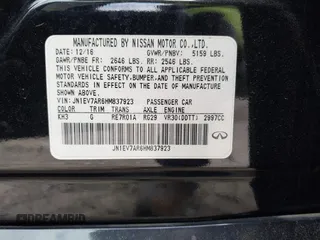 MANUFACTURED BY NISSAN MOTOR CO.,LTD.
DATE: 12/16 GVWR/PNBV: 5159 LBS.
GAWR/PNBE FR: 2646 LBS. RR: 2546 LBS.
THIS VEHICLE CONFORMS TO ALL APPLICABLE FEDERAL
MOTOR VEHICLE SAFETY, BUMPER, AND THEFT
PREVENTION STANDARDS IN EFFECT ON THE DATE OF
MANUFACTURE SHOWN ABOVE.
VIN: JN1EV7AR6HM837923 PASSENGER CAR
COLOR TRIM TRANS AXLE ENGINE
KH3 G RE7R01A RG29 VR30(DDTT) 2997CC
JN1EV7AR6HM837923
INFINITI
DREAMBID